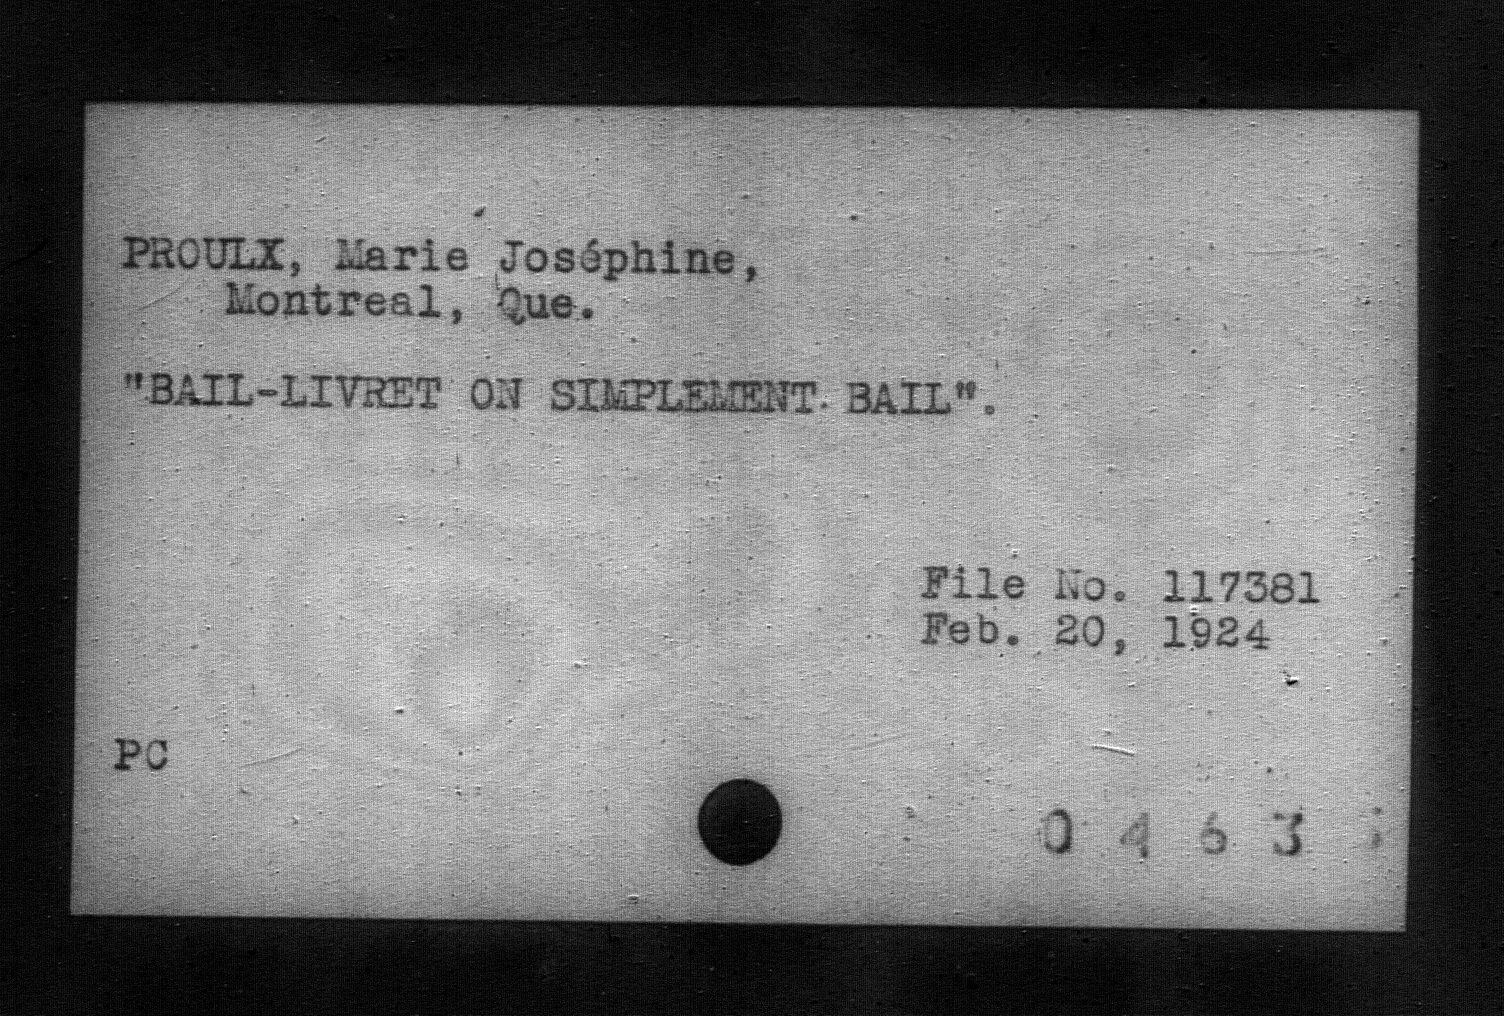 PROULX, Marie Joséphine,
Montreal, Que.
"BAIL-LIVRET ON SIMPLEMENT BAIL".
File No. 117381
Feb. 20, 1924
PC
0 4 6 3